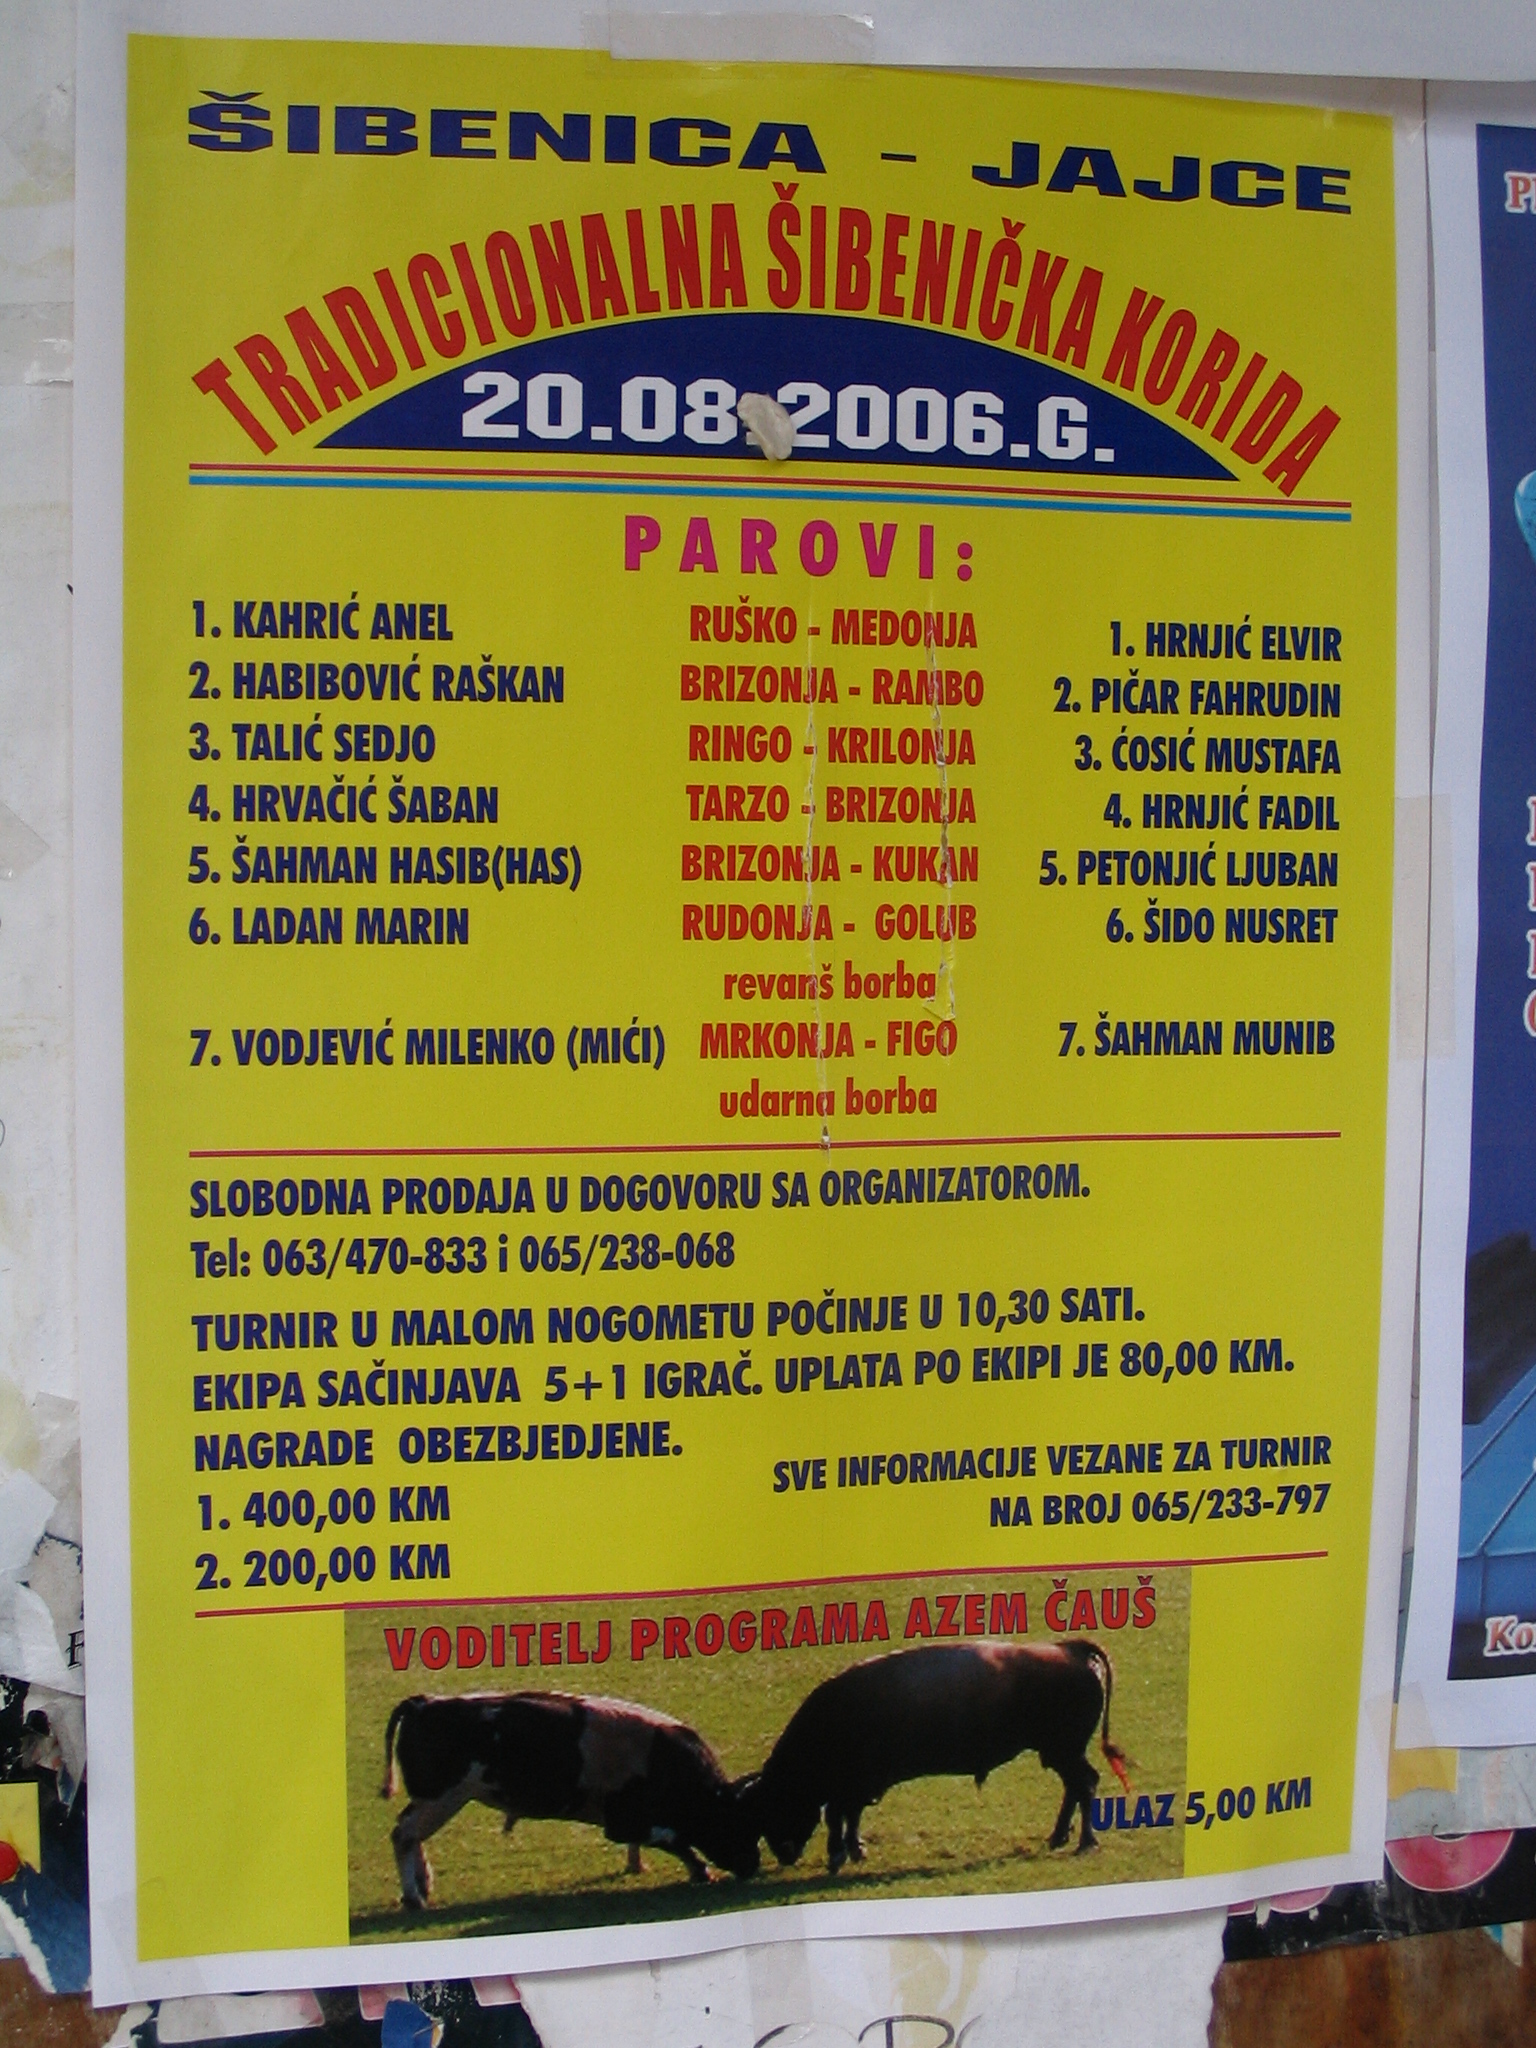 ŠIBENICA - JAJCE
TRADICIONALNA ŠIBENIČKA KORIDA
20.08.2006.G.
PAROVI:
1. KAHRIĆ ANEL RUŠKO - MEDONJA 1. HRNJIĆ ELVIR
2. HABIBOVIĆ RAŠKAN BRIZONJA - RAMBO 2. PIČAR FAHRUDIN
3. TALIĆ SEDJO RINGO - KRILONJA 3. ĆOSIĆ MUSTAFA
4. HRVAČIĆ ŠABAN TARZO - BRIZONJA 4. HRNJIĆ FADIL
5. ŠAHMAN HASIB(HAS) BRIZONJA - KUKAN 5. PETONJIĆ LJUBAN
6. LADAN MARIN RUDONJA - GOLUB 6. ŠIDO NUSRET
revanš borba
7. VODJEVIĆ MILENKO (MIĆI) MRKONJA - FIGO 7. ŠAHMAN MUNIB
udarna borba
SLOBODNA PRODAJA U DOGOVORU SA ORGANIZATOROM.
Tel: 063/470-833 i 065/238-068
TURNIR U MALOM NOGOMETU POČINJE U 10,30 SATI.
EKIPA SAČINJAVA 5+1 IGRAČ. UPLATA PO EKIPI JE 80,00 KM.
NAGRADE OBEZBJEDJENE.
1. 400,00 KM
2. 200,00 KM
SVE INFORMACIJE VEZANE ZA TURNIR
NA BROJ 065/233-797
VODITELJ PROGRAMA AZEM ČAUŠ
ULAZ 5,00 KM